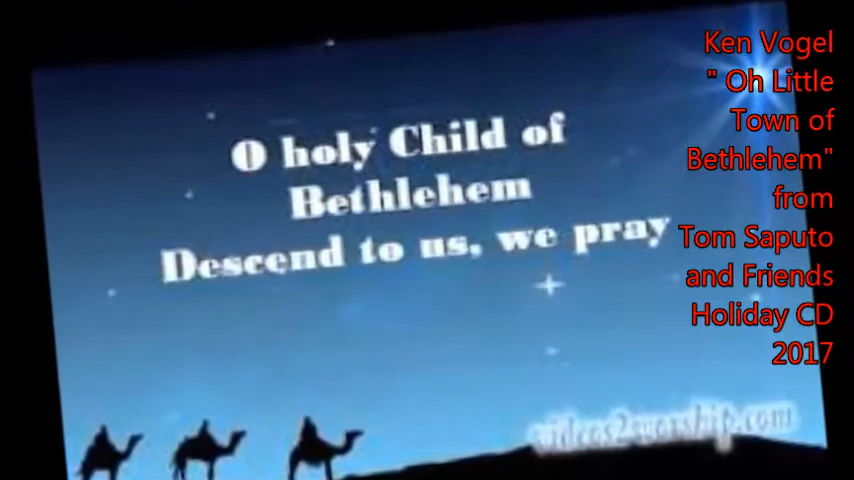 O holy Child of
Bethlehem
Descend to us, we pray
videos2worship.com
Ken Vogel
" Oh Little
Town of
Bethlehem"
from
Tom Saputo
and Friends
Holiday CD
2017